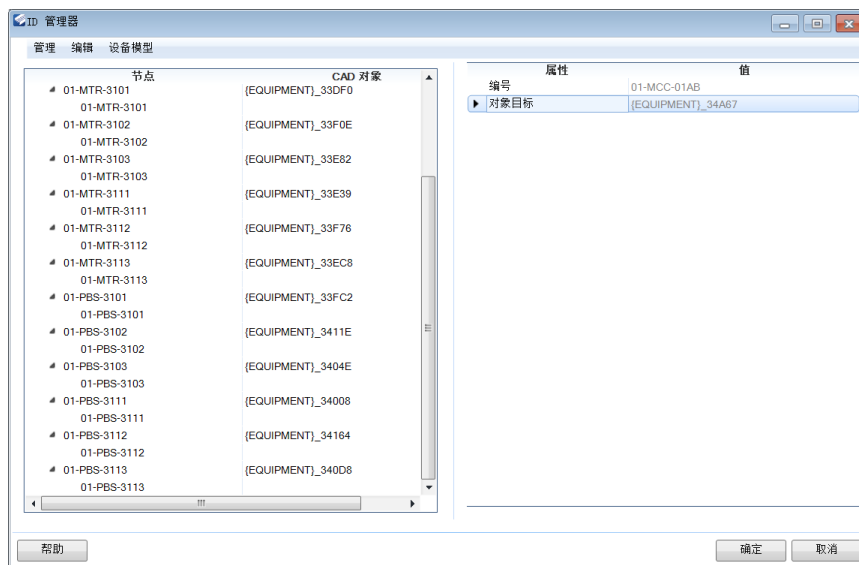 ID 管理器
管理 编辑 设备模型
节点 CAD 对象
01-MTR-3101 {EQUIPMENT}_33DF0
01-MTR-3101
01-MTR-3102 {EQUIPMENT}_33F0E
01-MTR-3102
01-MTR-3103 {EQUIPMENT}_33E82
01-MTR-3103
01-MTR-3111 {EQUIPMENT}_33E39
01-MTR-3111
01-MTR-3112 {EQUIPMENT}_33F76
01-MTR-3112
01-MTR-3113 {EQUIPMENT}_33EC8
01-MTR-3113
01-PBS-3101 {EQUIPMENT}_33FC2
01-PBS-3101
01-PBS-3102 {EQUIPMENT}_3411E
01-PBS-3102
01-PBS-3103 {EQUIPMENT}_3404E
01-PBS-3103
01-PBS-3111 {EQUIPMENT}_34008
01-PBS-3111
01-PBS-3112 {EQUIPMENT}_34164
01-PBS-3112
01-PBS-3113 {EQUIPMENT}_340D8
01-PBS-3113
属性 值
编号 01-MCC-01AB
对象目标 {EQUIPMENT}_34A67
帮助 确定 取消